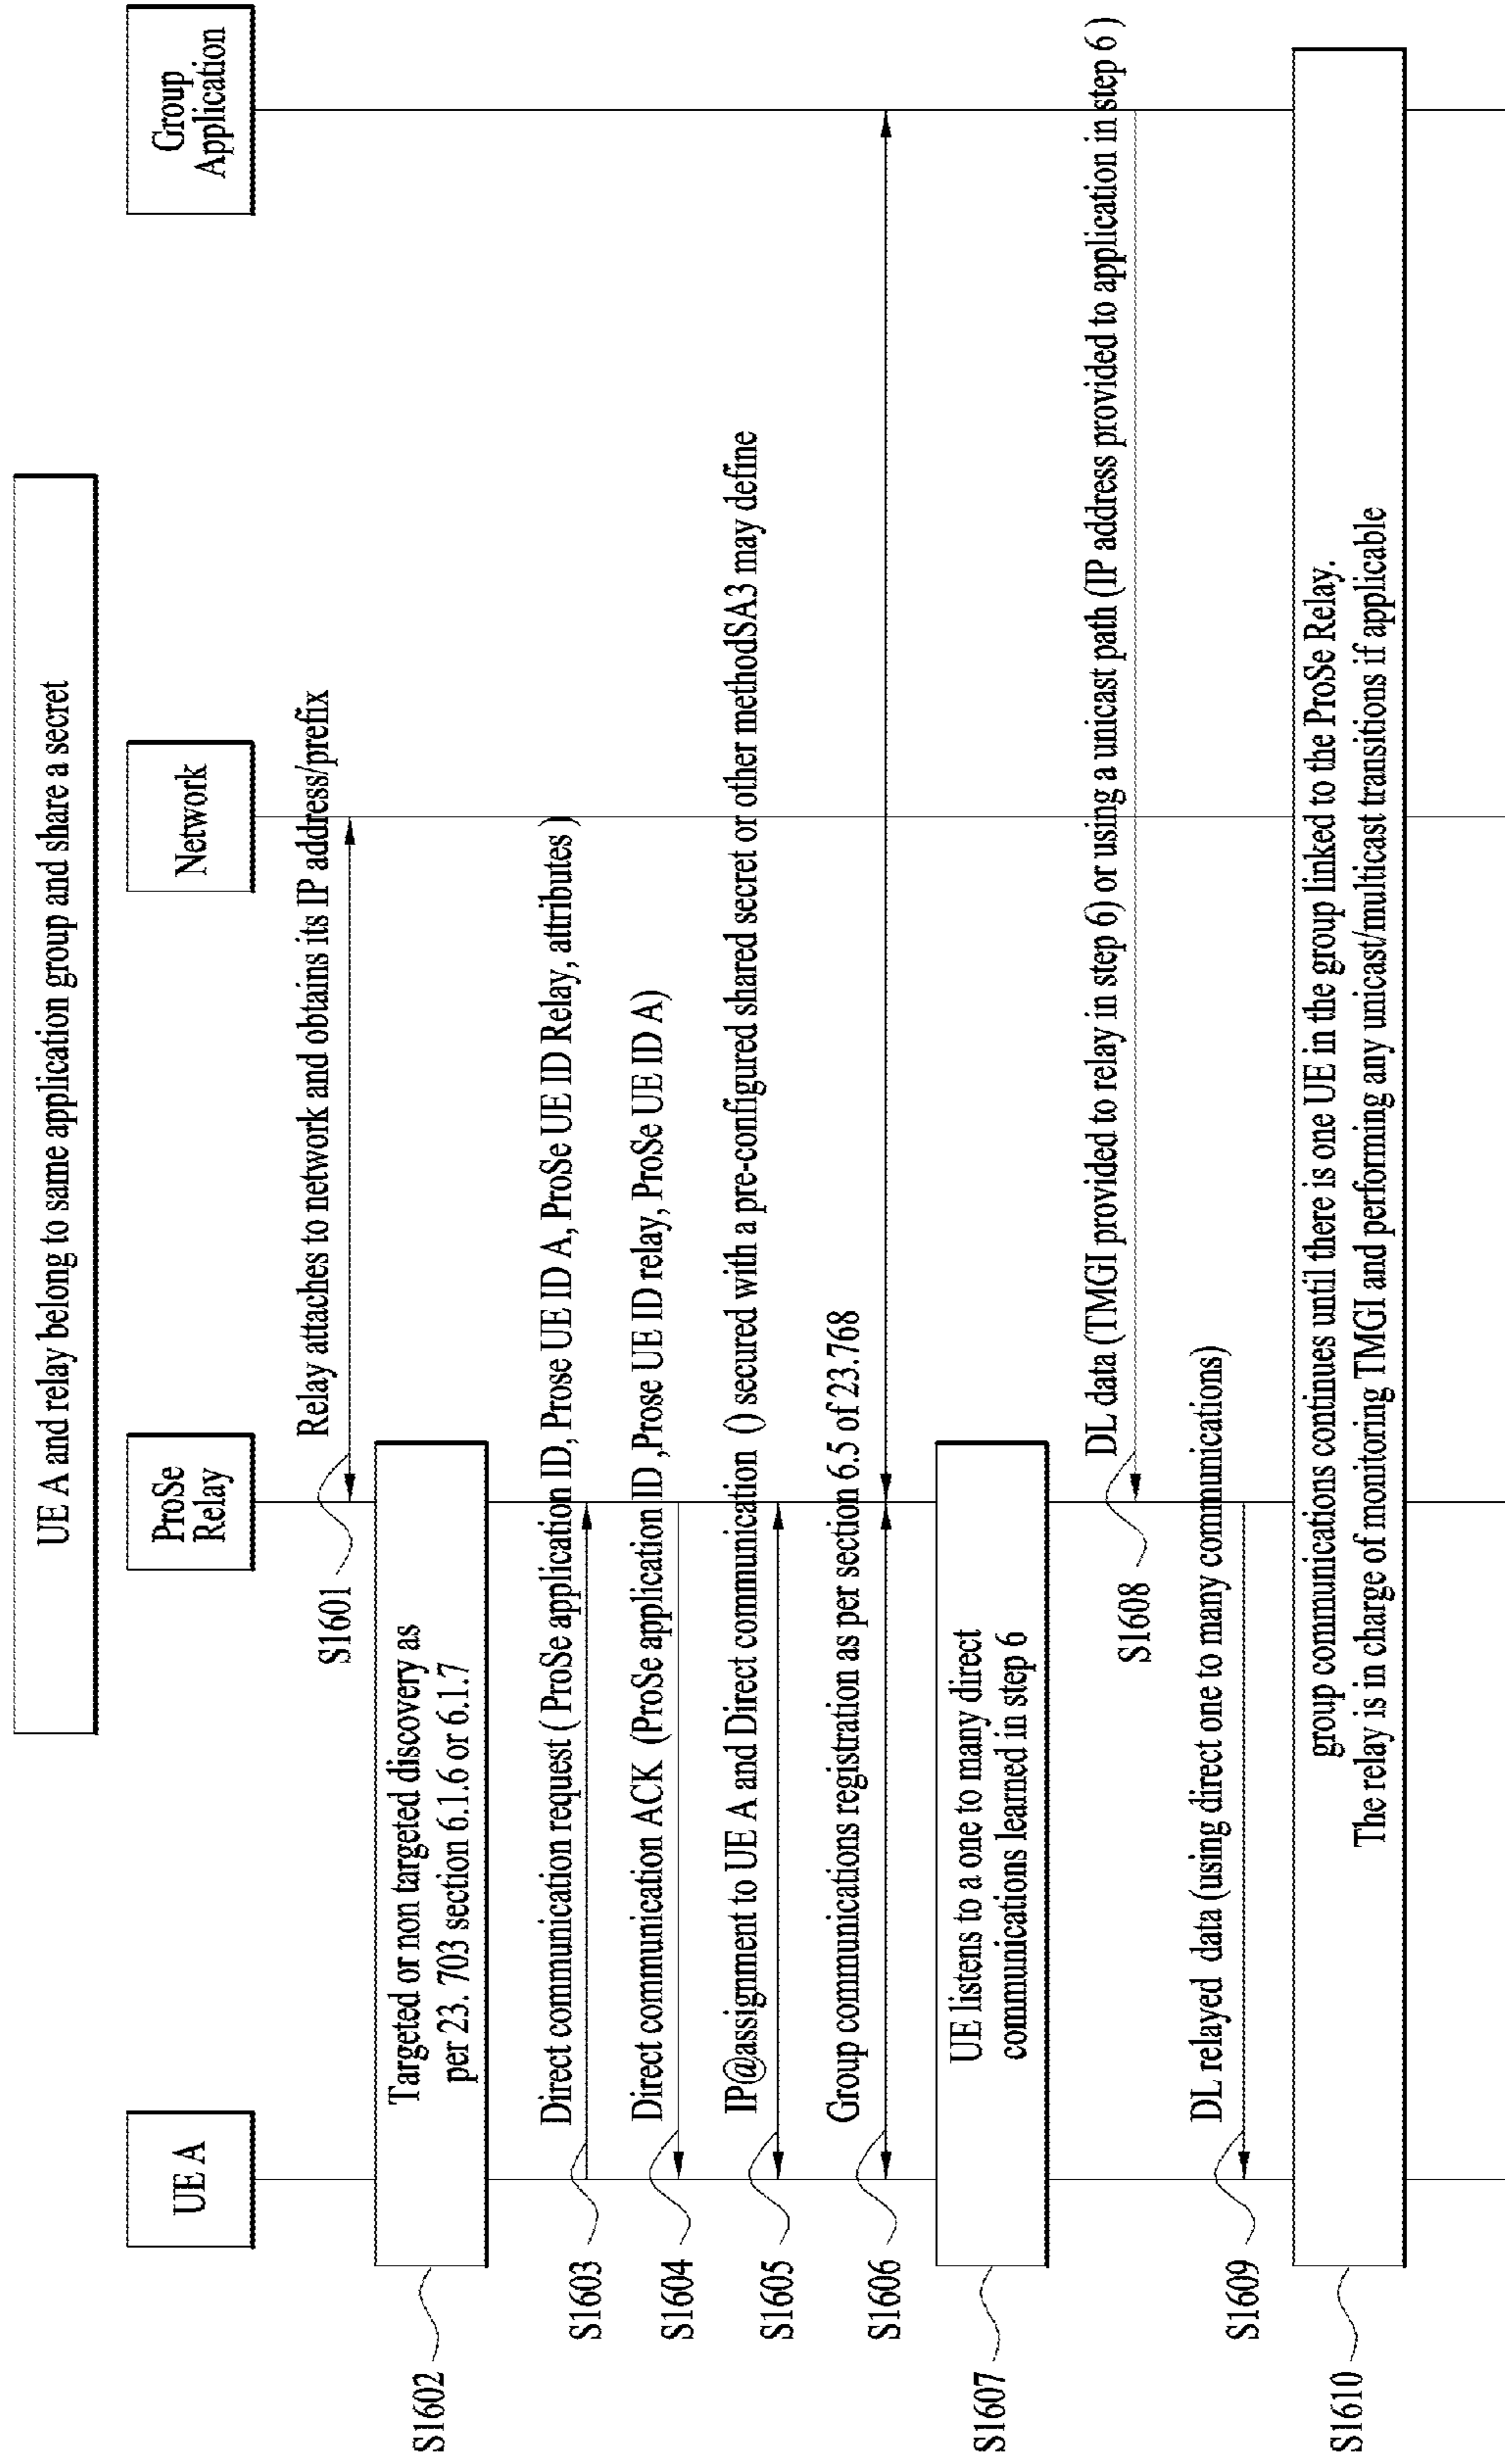 UE A and relay belong to same application group and share a secret
UE A
ProSe
Relay
Network
Group
Application
S1601
Relay attaches to network and obtains its IP address/prefix
S1602
Targeted or non targeted discovery as
per 23. 703 section 6.1.6 or 6.1.7
S1603
Direct communication request ( ProSe application ID, Prose UE ID A, ProSe UE ID Relay, attributes )
S1604
Direct communication ACK (ProSe application ID ,Prose UE ID relay, ProSe UE ID A)
S1605
IP@assignment to UE A and Direct communication () secured with a pre-configured shared secret or other methodSA3 may define
S1606
Group communications registration as per section 6.5 of 23.768
S1607
UE listens to a one to many direct
communications learned in step 6
S1608
DL data (TMGI provided to relay in step 6) or using a unicast path (IP address provided to application in step 6 )
S1609
DL relayed data (using direct one to many communications)
S1610
group communications continues until there is one UE in the group linked to the ProSe Relay.
The relay is in charge of monitoring TMGI and performing any unicast/multicast transitions if applicable